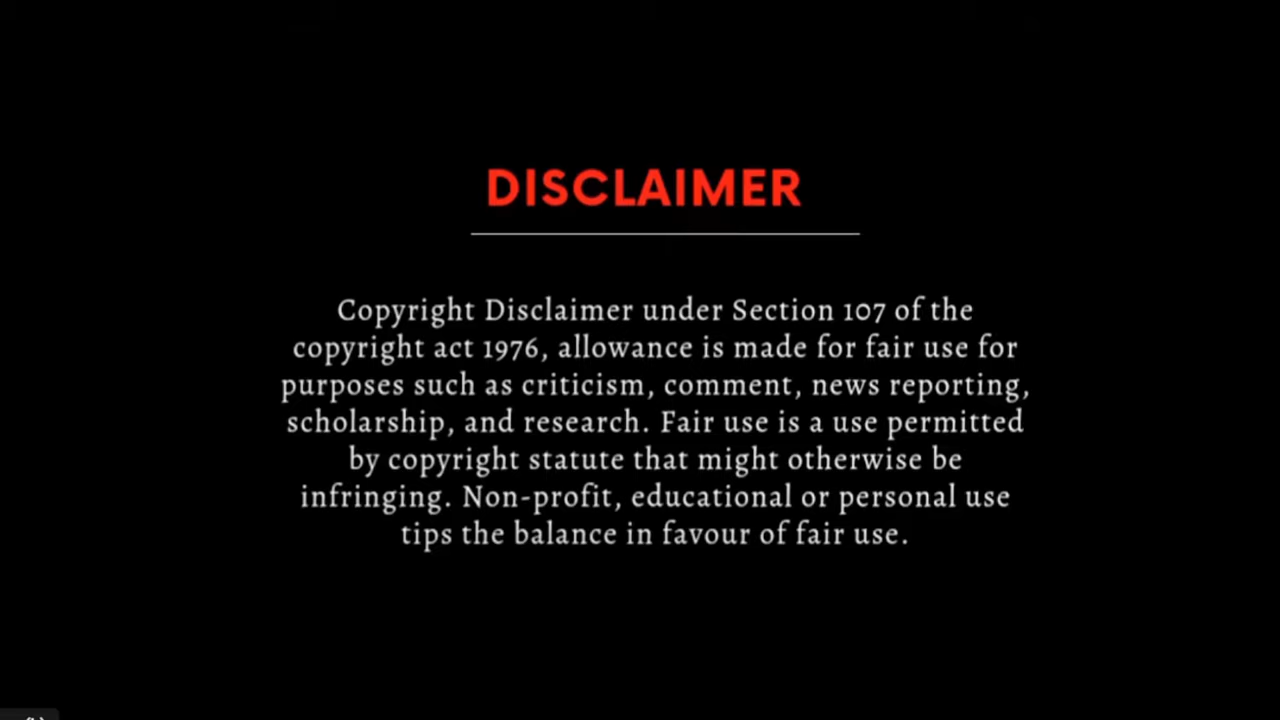 DISCLAIMER
Copyright Disclaimer under Section 107 of the
copyright act 1976, allowance is made for fair use for
purposes such as criticism, comment, news reporting,
scholarship, and research. Fair use is a use permitted
by copyright statute that might otherwise be
infringing. Non-profit, educational or personal use
tips the balance in favour of fair use.